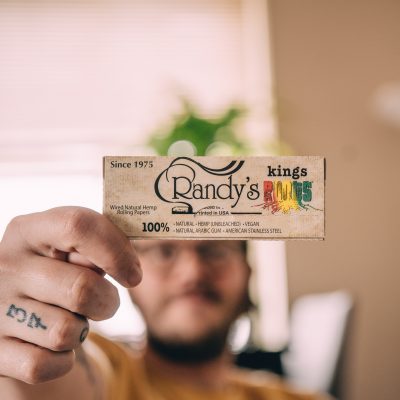 Since 1975
Randy's
kings
ROOTS
Wired Natural Hemp
Rolling Papers
Printed in USA
100%
• NATURAL • HEMP (UNBLEACHED) • VEGAN
• NATURAL ARABIC GUM • AMERICAN STAINLESS STEEL